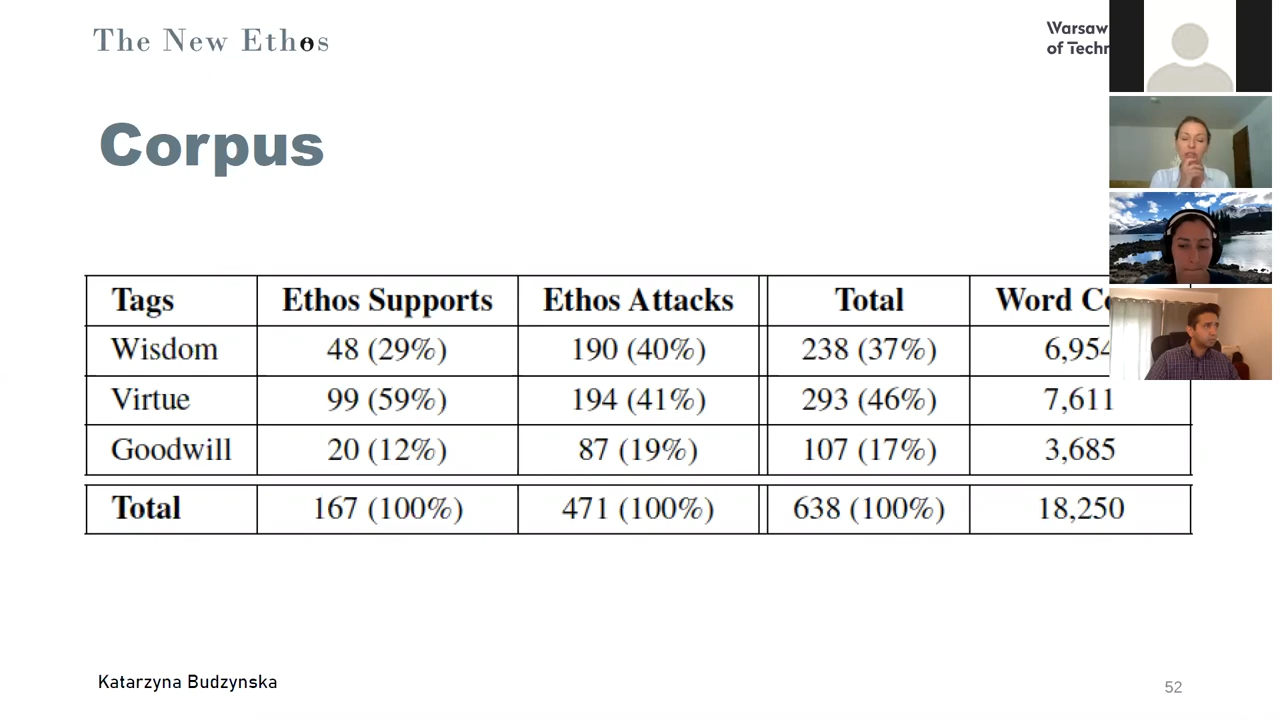 The New Ethos
Warsaw
of Techn
Corpus
Tags Ethos Supports Ethos Attacks Total Word Co
Wisdom 48 (29%) 190 (40%) 238 (37%) 6,954
Virtue 99 (59%) 194 (41%) 293 (46%) 7,611
Goodwill 20 (12%) 87 (19%) 107 (17%) 3,685
Total 167 (100%) 471 (100%) 638 (100%) 18,250
Katarzyna Budzynska
52